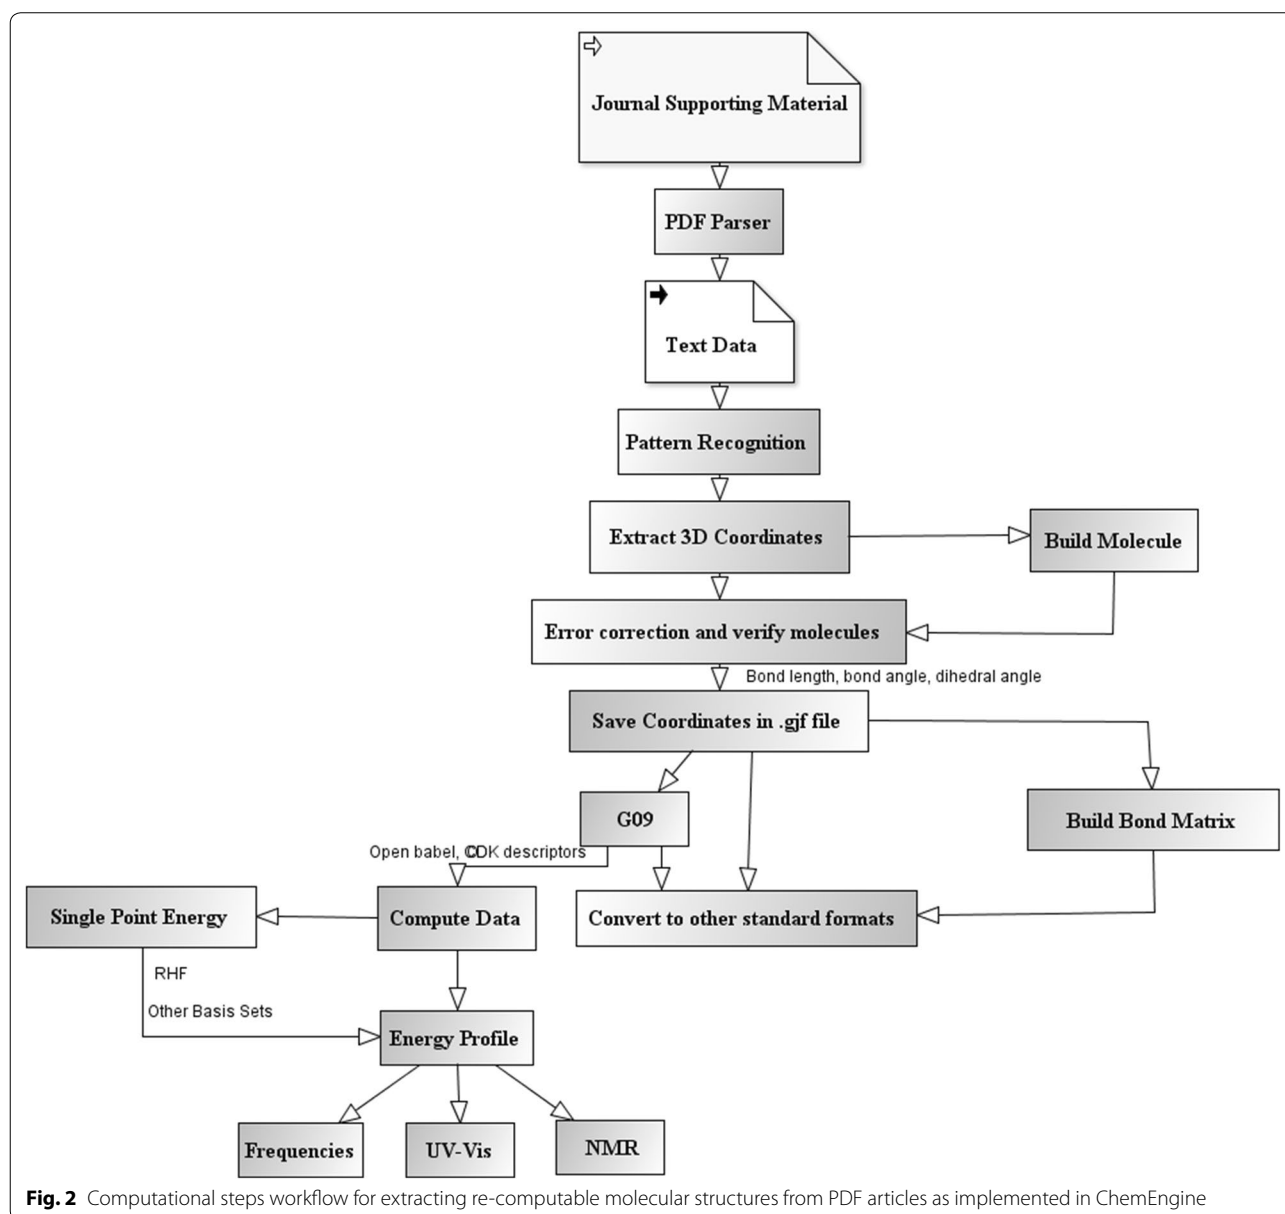 Journal Supporting Material
PDF Parser
Text Data
Pattern Recognition
Extract 3D Coordinates
Build Molecule
Error correction and verify molecules
Bond length, bond angle, dihedral angle
Save Coordinates in .gjf file
G09
Build Bond Matrix
Open babel, CDK descriptors
Single Point Energy
Compute Data
Convert to other standard formats
RHF
Other Basis Sets
Energy Profile
Frequencies
UV-Vis
NMR
Fig. 2 Computational steps workflow for extracting re-computable molecular structures from PDF articles as implemented in ChemEngine